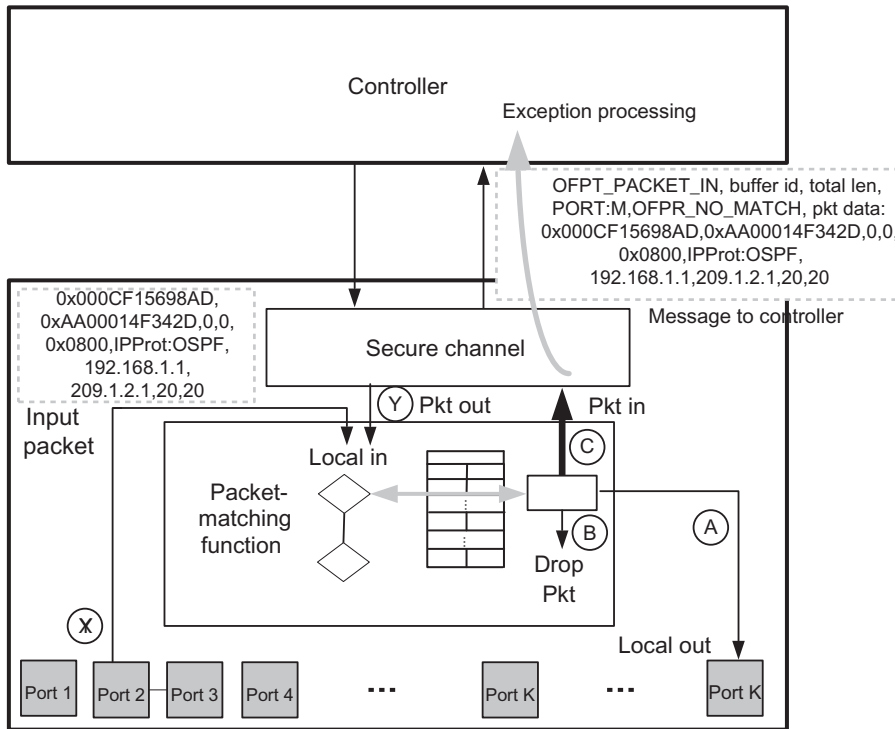 Controller
Exception processing
OFPT_PACKET_IN, buffer id, total len,
PORT:M,OFPR_NO_MATCH, pkt data:
0x000CF15698AD,0xAA00014F342D,0,0,
0x0800,IPProt:OSPF,
192.168.1.1,209.1.2.1,20,20
Message to controller
0x000CF15698AD,
0xAA00014F342D,0,0,
0x0800,IPProt:OSPF,
192.168.1.1,
209.1.2.1,20,20
Input
packet
Secure channel
Y
Pkt out
Pkt in
C
Local in
Packet-
matching
function
B
Drop
Pkt
A
X
Local out
Port 1
Port 2
Port 3
Port 4
...
Port K
...
Port K